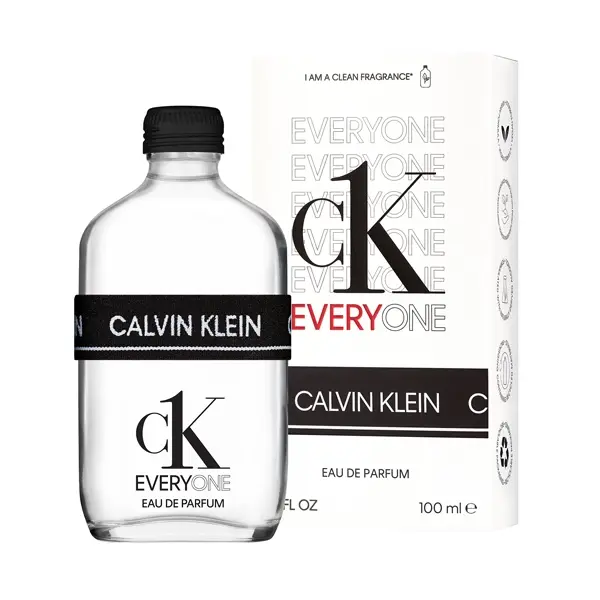 N CALVIN KLEIN C
cK
EVERYONE
EAU DE PARFUM
I AM A CLEAN FRAGRANCE*
EVERYONE
EVERYONE
EVERYONE
EVERYONE
EVERYONE
cK
EVERYONE
CALVIN KLEIN C
EAU DE PARFUM
FL OZ 100 ml e